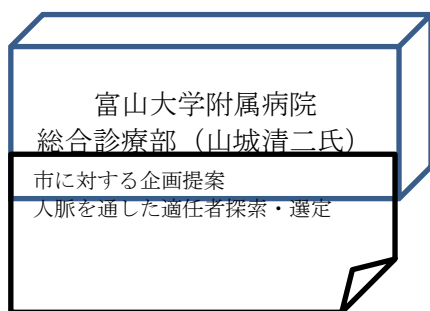 富山大学附属病院
総合診療部（山城清二氏）
市に対する企画提案
人脈を通した適任者探索・選定